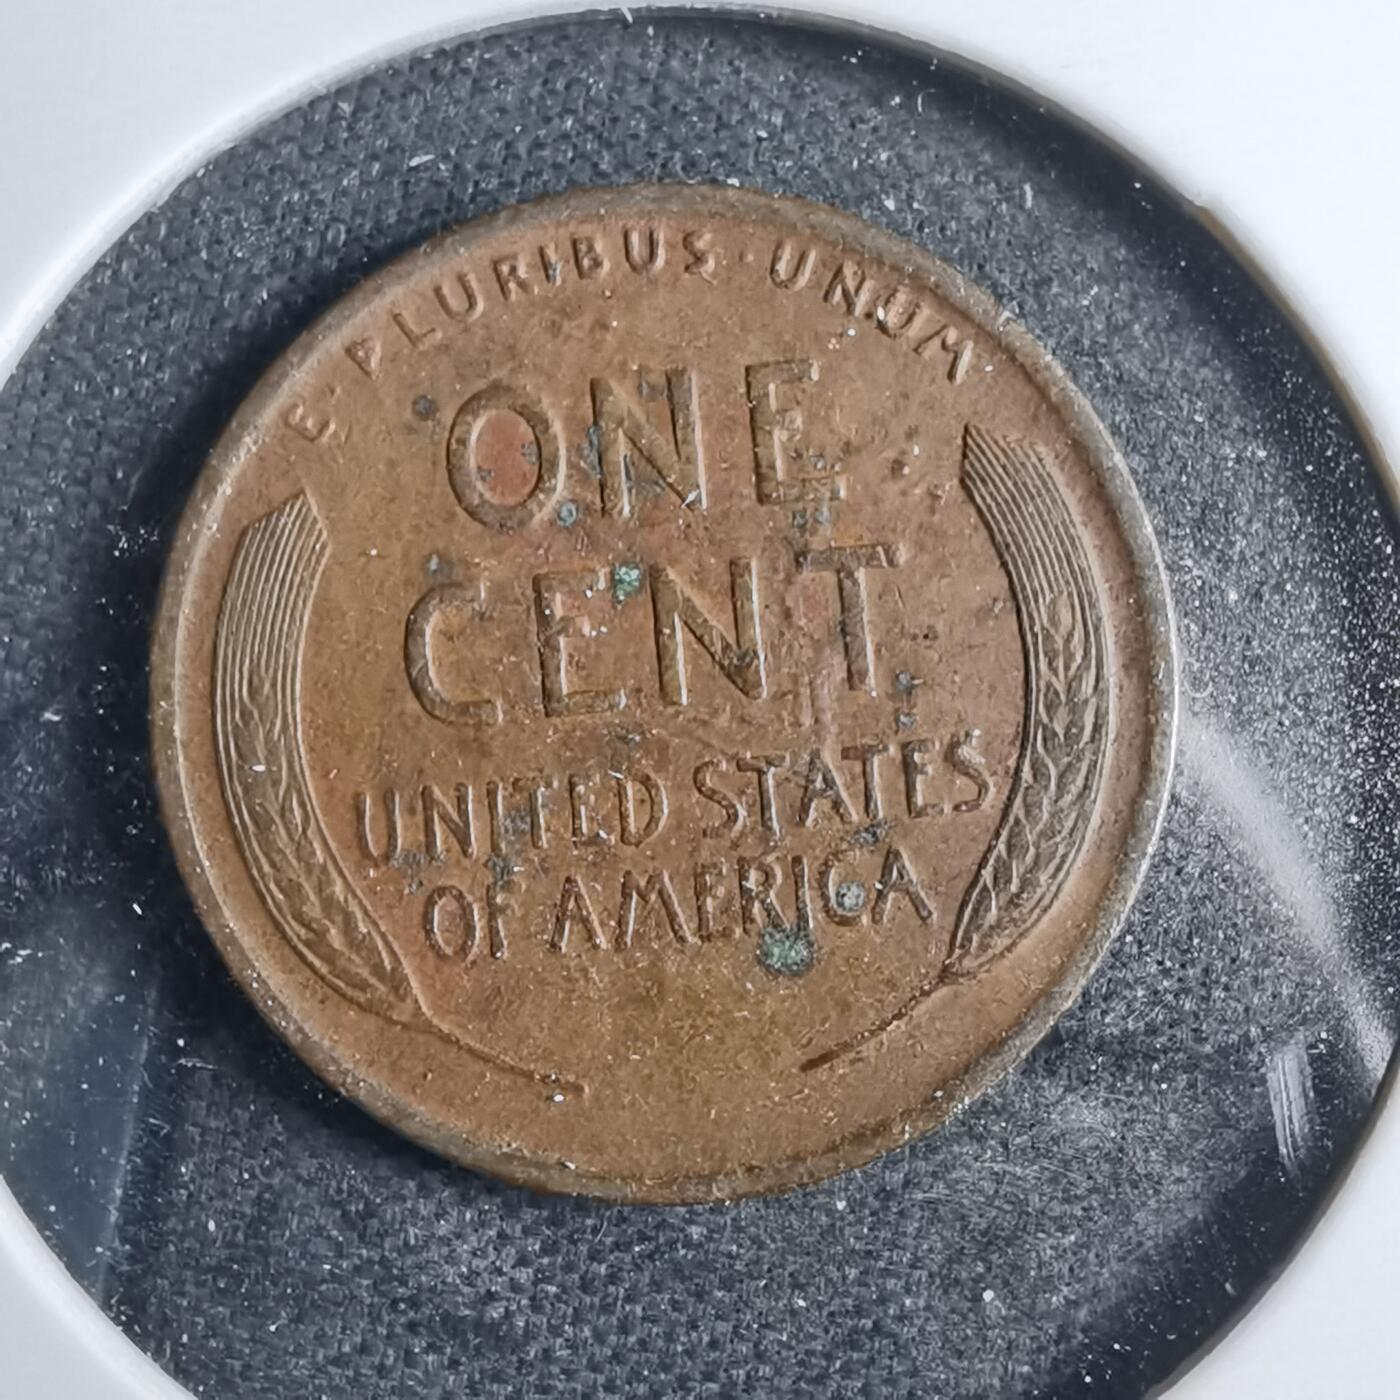 E·PLURIBUS·UNUM
ONE
CENT
UNITED STATES
OF AMERICA